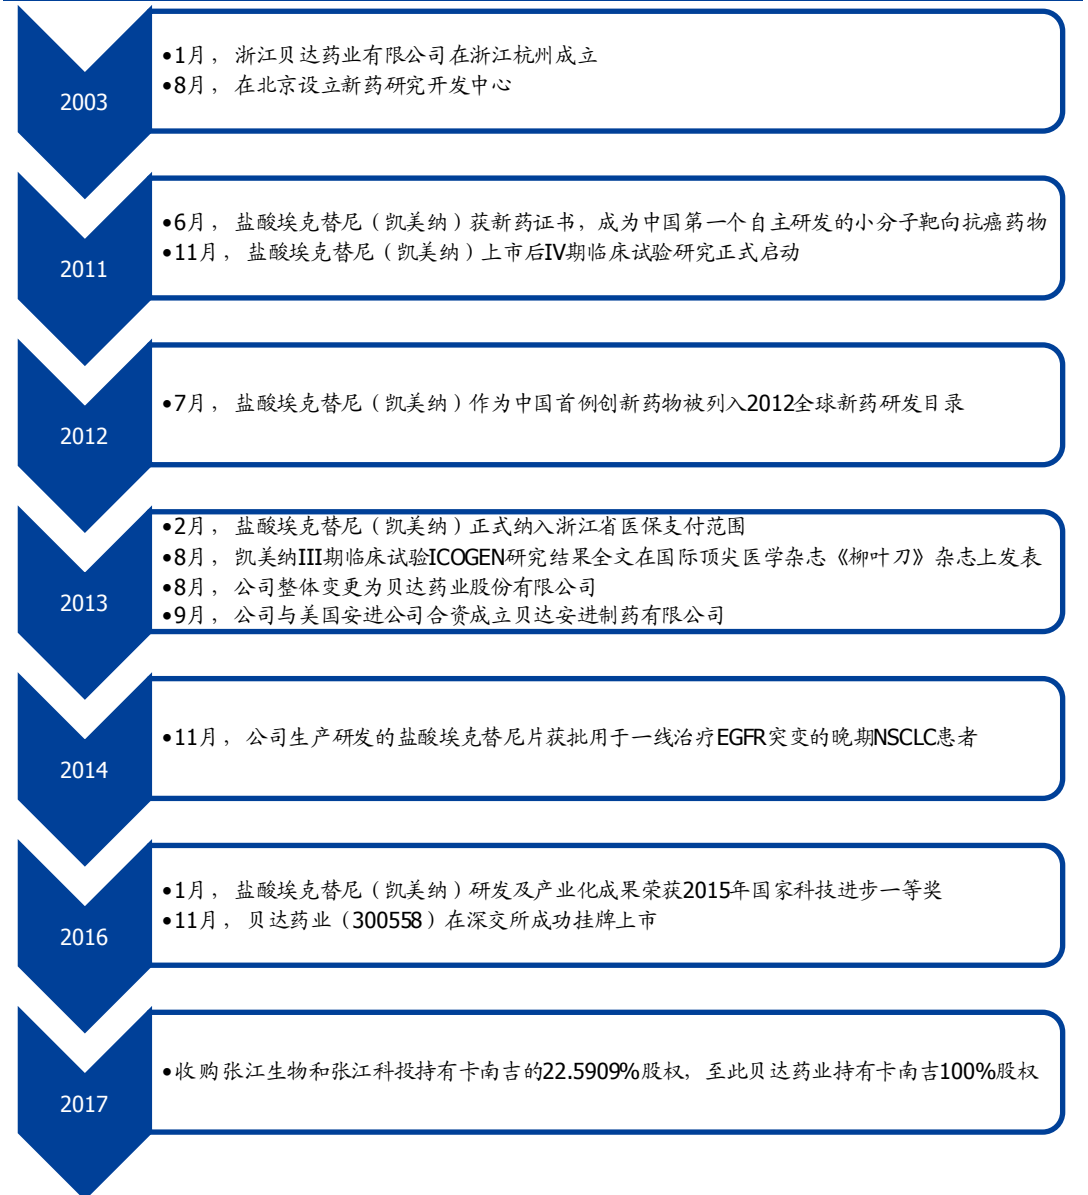 2003
•1月，浙江贝达药业有限公司在浙江杭州成立
•8月，在北京设立新药研究开发中心
2011
•6月，盐酸埃克替尼（凯美纳）获新药证书，成为中国第一个自主研发的小分子靶向抗癌药物
•11月，盐酸埃克替尼（凯美纳）上市后IV期临床试验研究正式启动
2012
•7月，盐酸埃克替尼（凯美纳）作为中国首例创新药物被列入2012全球新药研发目录
2013
•2月，盐酸埃克替尼（凯美纳）正式纳入浙江省医保支付范围
•8月，凯美纳III期临床试验ICOGEN研究结果全文在国际顶尖医学杂志《柳叶刀》杂志上发表
•8月，公司整体变更为贝达药业股份有限公司
•9月，公司与美国安进公司合资成立贝达安进制药有限公司
2014
•11月，公司生产研发的盐酸埃克替尼片获批用于一线治疗EGFR突变的晚期NSCLC患者
2016
•1月，盐酸埃克替尼（凯美纳）研发及产业化成果荣获2015年国家科技进步一等奖
•11月，贝达药业（300558）在深交所成功挂牌上市
2017
•收购张江生物和张江科投持有卡南吉的22.5909%股权，至此贝达药业持有卡南吉100%股权